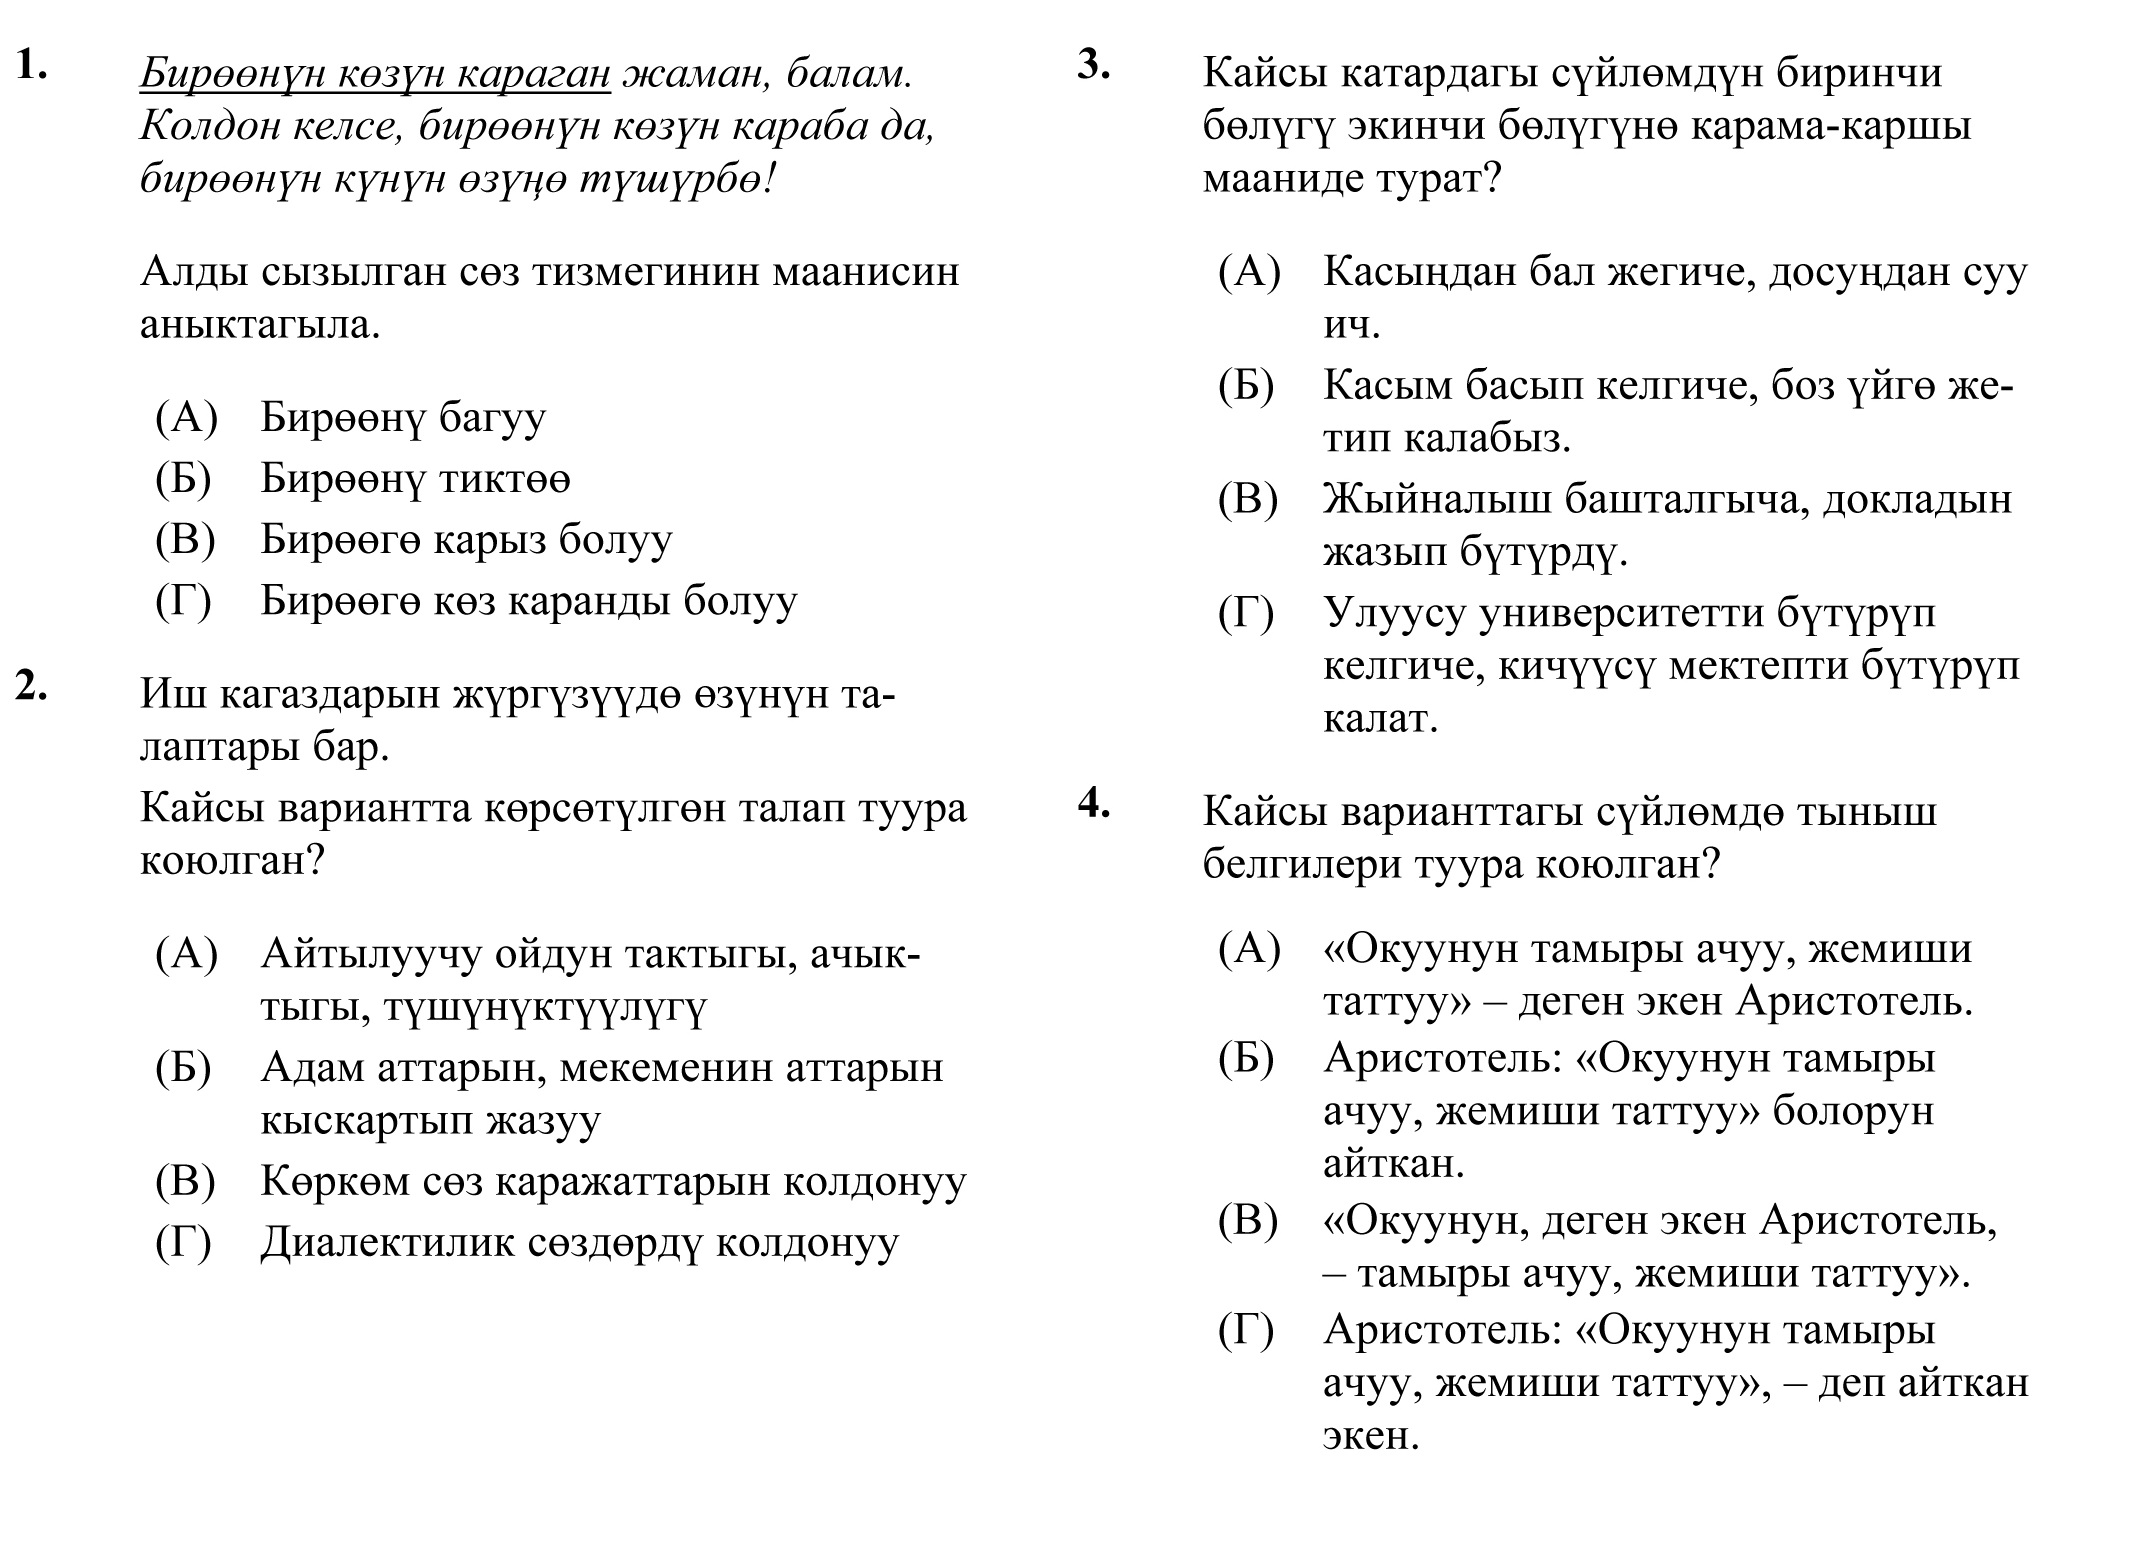 1.
Бирөөнүн көзүн караган жаман, балам.
Колдон келсе, бирөөнүн көзүн караба да,
бирөөнүн күнүн өзүңө түшүрбө!
Алды сызылган сөз тизмегинин маанисин
аныктагыла.
(А) Бирөөнү багуу
(Б) Бирөөнү тиктөө
(В) Бирөөгө карыз болуу
(Г) Бирөөгө көз каранды болуу
2.
Иш кагаздарын жүргүзүүдө өзүнүн та-
лаптары бар.
Кайсы вариантта көрсөтүлгөн талап туура
коюлган?
(А) Айтылуучу ойдун тактыгы, ачык-
тыгы, түшүнүктүүлүгү
(Б) Адам аттарын, мекеменин аттарын
кыскартып жазуу
(В) Көркөм сөз каражаттарын колдонуу
(Г) Диалектилик сөздөрдү колдонуу
3.
Кайсы катардагы сүйлөмдүн биринчи
бөлүгү экинчи бөлүгүнө карама-каршы
мааниде турат?
(А) Касыңдан бал жегиче, досуңдан суу
ич.
(Б) Касым басып келгиче, боз үйгө же-
тип калабыз.
(В) Жыйналыш башталгыча, докладын
жазып бүтүрдү.
(Г) Улуусу университетти бүтүрүп
келгиче, кичүүсү мектепти бүтүрүп
калат.
4.
Кайсы варианттагы сүйлөмдө тыныш
белгилери туура коюлган?
(А) «Окуунун тамыры ачуу, жемиши
таттуу» – деген экен Аристотель.
(Б) Аристотель: «Окуунун тамыры
ачуу, жемиши таттуу» болорун
айткан.
(В) «Окуунун, деген экен Аристотель,
– тамыры ачуу, жемиши таттуу».
(Г) Аристотель: «Окуунун тамыры
ачуу, жемиши таттуу», – деп айткан
экен.